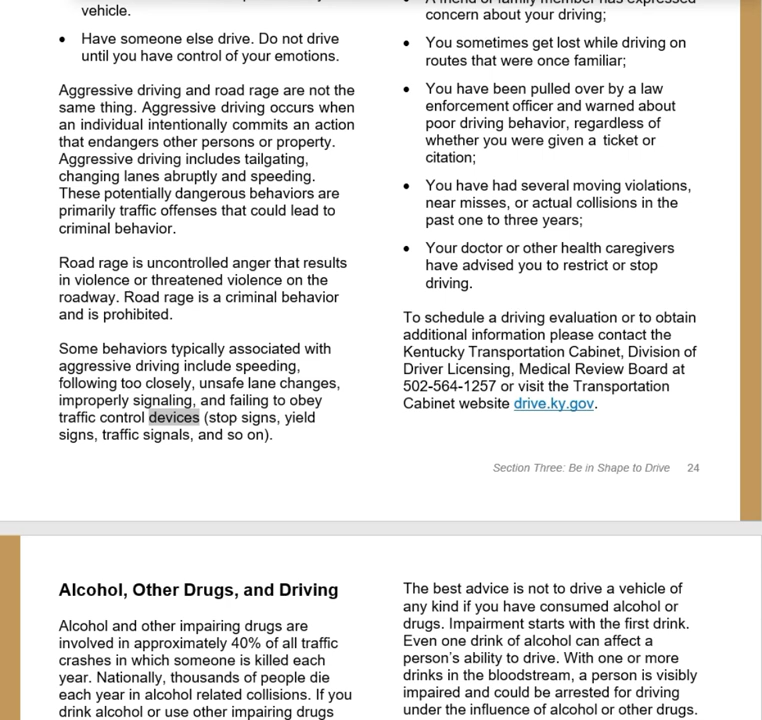 vehicle.
• Have someone else drive. Do not drive
until you have control of your emotions.
Aggressive driving and road rage are not the
same thing. Aggressive driving occurs when
an individual intentionally commits an action
that endangers other persons or property.
Aggressive driving includes tailgating,
changing lanes abruptly and speeding.
These potentially dangerous behaviors are
primarily traffic offenses that could lead to
criminal behavior.
Road rage is uncontrolled anger that results
in violence or threatened violence on the
roadway. Road rage is a criminal behavior
and is prohibited.
Some behaviors typically associated with
aggressive driving include speeding,
following too closely, unsafe lane changes,
improperly signaling, and failing to obey
traffic control devices (stop signs, yield
signs, traffic signals, and so on).
• A friend or family member has expressed
concern about your driving;
• You sometimes get lost while driving on
routes that were once familiar;
• You have been pulled over by a law
enforcement officer and warned about
poor driving behavior, regardless of
whether you were given a ticket or
citation;
• You have had several moving violations,
near misses, or actual collisions in the
past one to three years;
• Your doctor or other health caregivers
have advised you to restrict or stop
driving.
To schedule a driving evaluation or to obtain
additional information please contact the
Kentucky Transportation Cabinet, Division of
Driver Licensing, Medical Review Board at
502-564-1257 or visit the Transportation
Cabinet website drive.ky.gov.
Section Three: Be in Shape to Drive 24
Alcohol, Other Drugs, and Driving
Alcohol and other impairing drugs are
involved in approximately 40% of all traffic
crashes in which someone is killed each
year. Nationally, thousands of people die
each year in alcohol related collisions. If you
drink alcohol or use other impairing drugs
The best advice is not to drive a vehicle of
any kind if you have consumed alcohol or
drugs. Impairment starts with the first drink.
Even one drink of alcohol can affect a
person's ability to drive. With one or more
drinks in the bloodstream, a person is visibly
impaired and could be arrested for driving
under the influence of alcohol or other drugs.